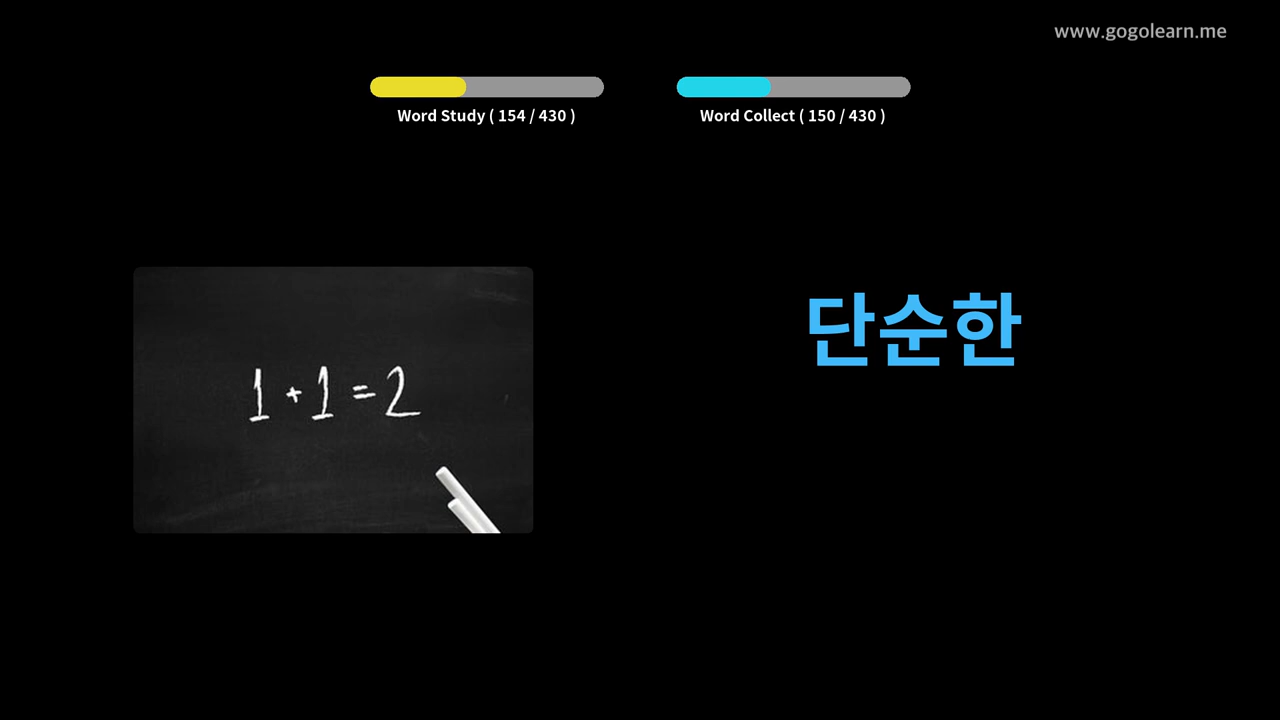 www.gogolearn.me
Word Study ( 154 / 430 )
Word Collect ( 150 / 430 )
단순한
1 + 1 = 2